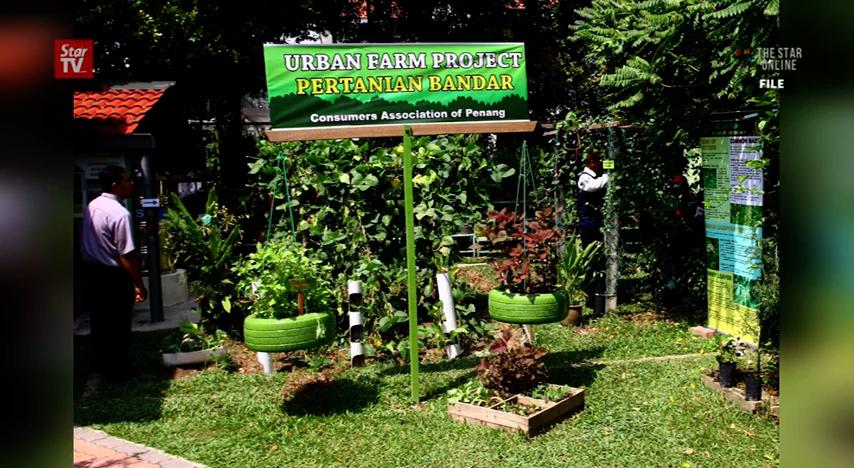 Star
TV
THE STAR
ONLINE
FILE
URBAN FARM PROJECT
PERTANIAN BANDAR
Consumers Association of Penang